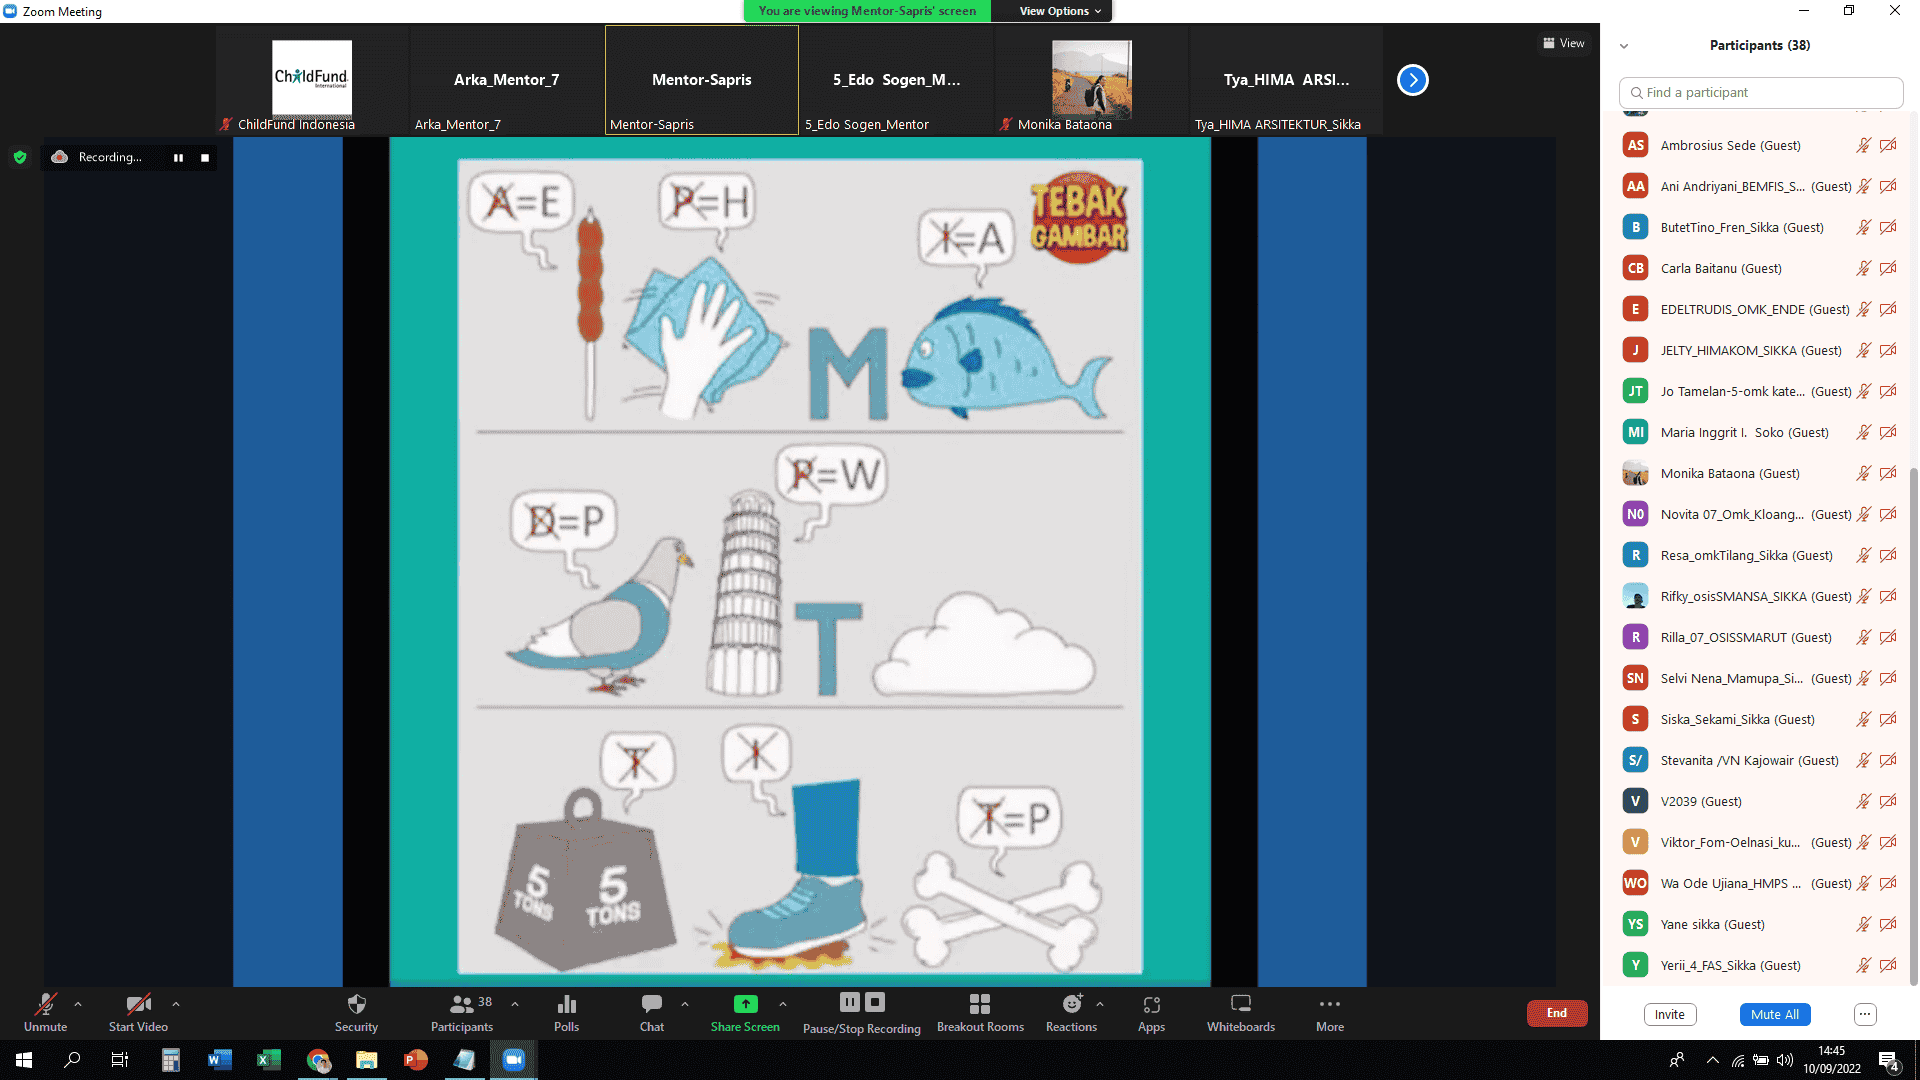 Zoom Meeting
You are viewing Mentor-Sapris' screen
View Options
ChildFund
International
ChildFund Indonesia
Arka_Mentor_7
Arka_Mentor_7
Mentor-Sapris
Mentor-Sapris
5_Edo Sogen_M...
5_Edo Sogen_Mentor
Monika Bataona
Tya_HIMA ARSI...
Tya_HIMA ARSITEKTUR_Sikka
View
Recording...
A=E
P=H
I=A
TEBAK
GAMBAR
M
D=P
R=W
T
T
I
T=P
5
TONS
5
TONS
Participants (38)
Find a participant
AS Ambrosius Sede (Guest)
AA Ani Andriyani_BEMFIS_S... (Guest)
B ButetTino_Fren_Sikka (Guest)
CB Carla Baitanu (Guest)
E EDELTRUDIS_OMK_ENDE (Guest)
J JELTY_HIMAKOM_SIKKA (Guest)
JT Jo Tamelan-5-omk kate... (Guest)
MI Maria Inggrit I. Soko (Guest)
Monika Bataona (Guest)
N0 Novita 07_Omk_Kloang... (Guest)
R Resa_omkTilang_Sikka (Guest)
Rifky_osisSMANSA_SIKKA (Guest)
R Rilla_07_OSISSMARUT (Guest)
SN Selvi Nena_Mamupa_Si... (Guest)
S Siska_Sekami_Sikka (Guest)
S/ Stevanita /VN Kajowair (Guest)
V V2039 (Guest)
V Viktor_Fom-Oelnasi_ku... (Guest)
WO Wa Ode Ujiana_HMPS ... (Guest)
YS Yane sikka (Guest)
Y Yerii_4_FAS_Sikka (Guest)
Invite
Mute All
...
Unmute
Start Video
Security
Participants
38
Polls
Chat
Share Screen
Pause/Stop Recording
Breakout Rooms
Reactions
Apps
Whiteboards
More
End
14:45
10/09/2022
4